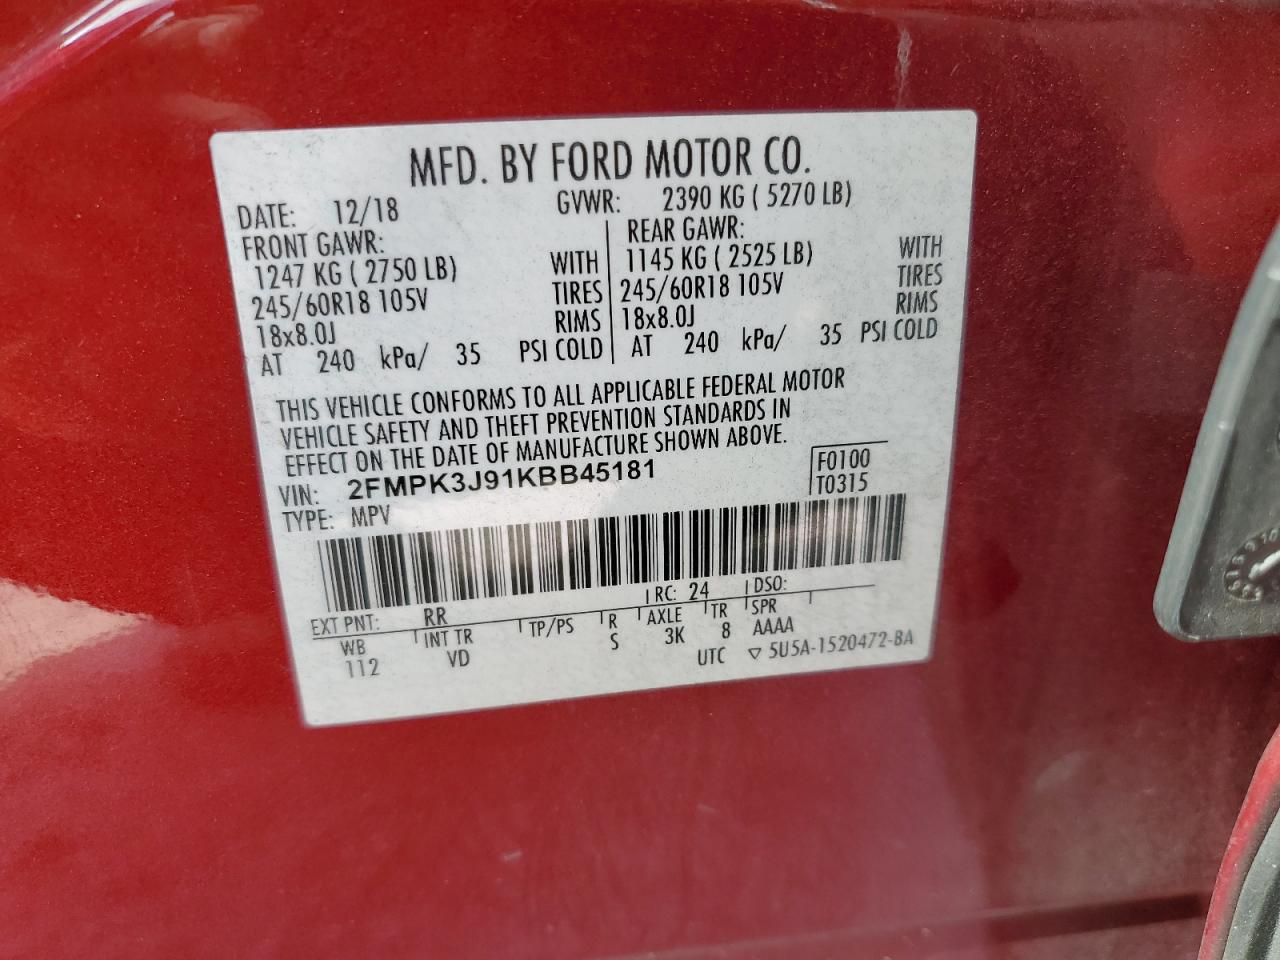 MFD. BY FORD MOTOR CO.
DATE: 12/18 GVWR: 2390 KG ( 5270 LB)
FRONT GAWR:
1247 KG ( 2750 LB) WITH
245/60R18 105V TIRES
18x8.0J RIMS
AT 240 kPa/ 35 PSI COLD
REAR GAWR:
1145 KG ( 2525 LB) WITH
245/60R18 105V TIRES
18x8.0J RIMS
AT 240 kPa/ 35 PSI COLD
THIS VEHICLE CONFORMS TO ALL APPLICABLE FEDERAL MOTOR
VEHICLE SAFETY AND THEFT PREVENTION STANDARDS IN
EFFECT ON THE DATE OF MANUFACTURE SHOWN ABOVE.
VIN: 2FMPK3J91KBB45181
TYPE: MPV
F0100
T0315
EXT PNT: RR RC: 24 DSO:
WB INT TR TP/PS R AXLE TR SPR
112 VD S 3K 8 AAAA
UTC ▽ 5U5A-1520472-BA